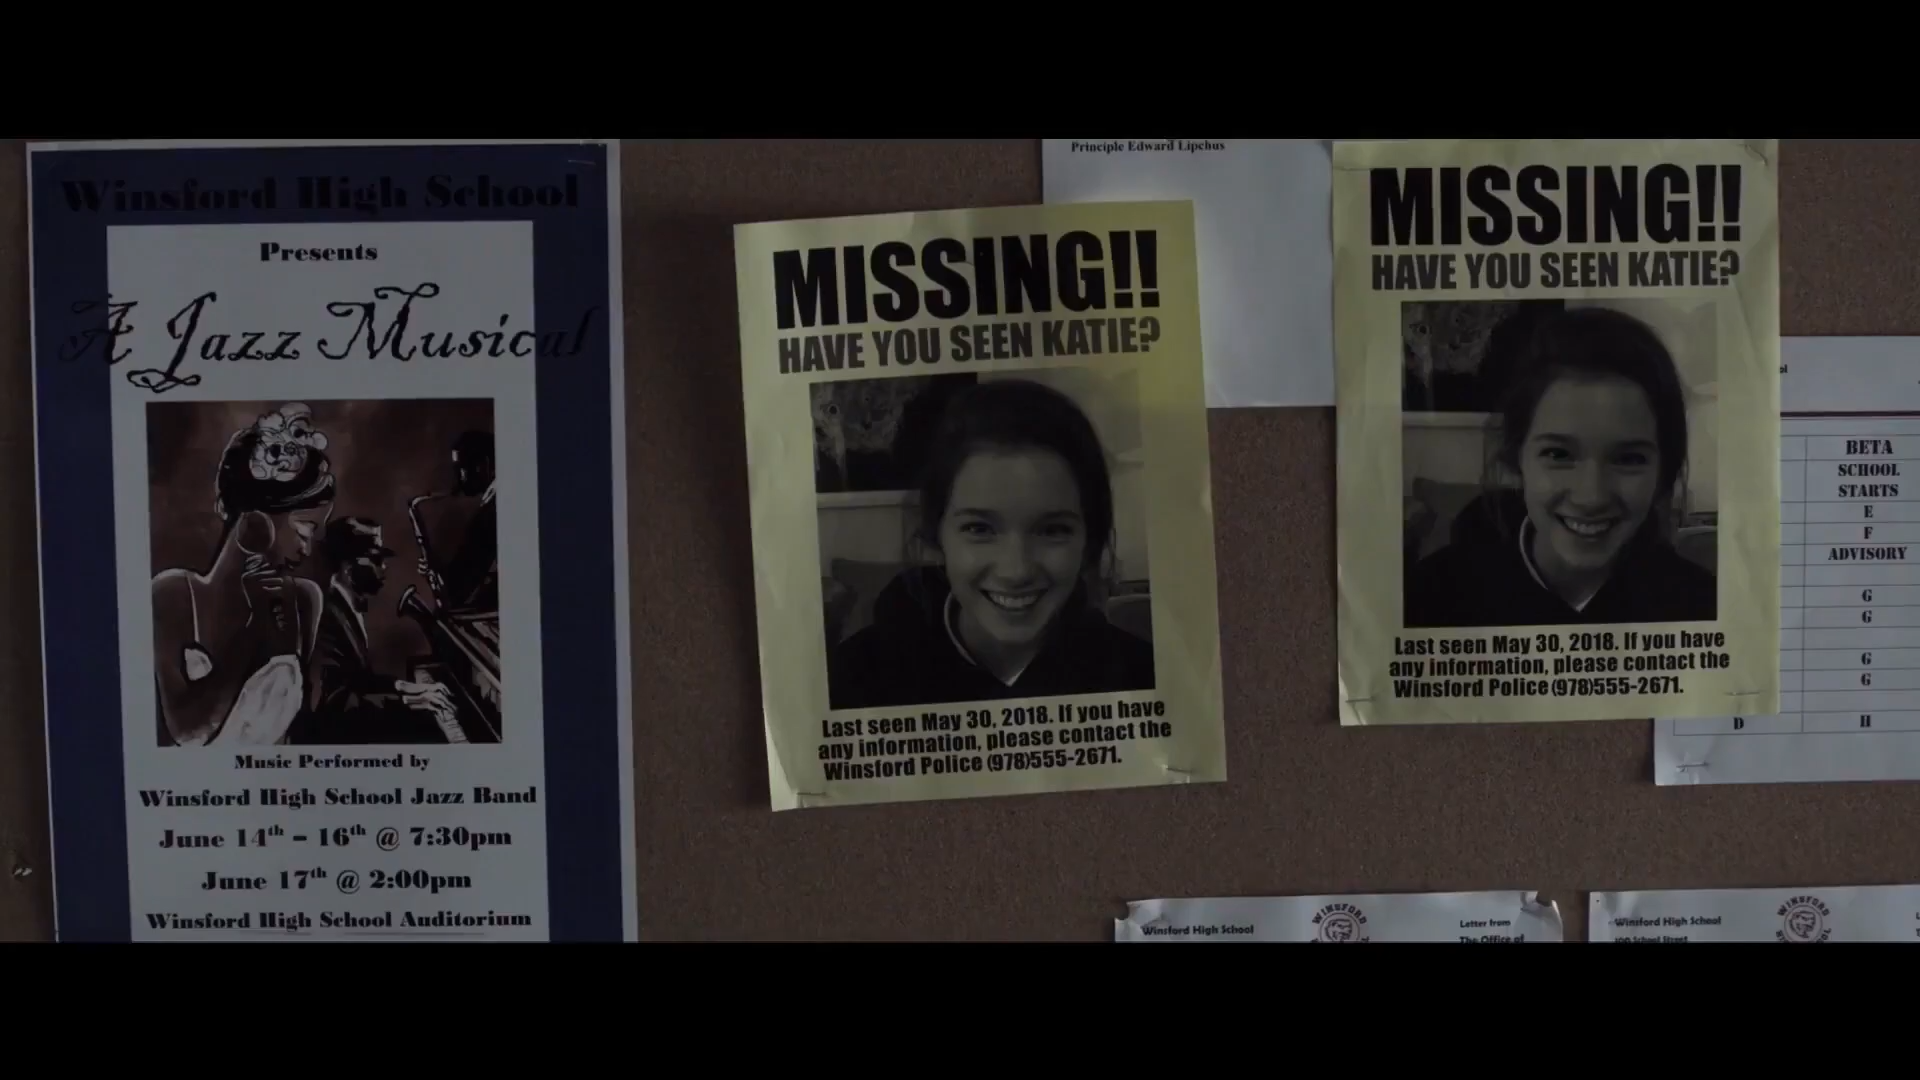 Winsford High School
Presents
A Jazz Musical
Music Performed by
Winsford High School Jazz Band
June 14th – 16th @ 7:30pm
June 17th @ 2:00pm
Winsford High School Auditorium
MISSING!!
HAVE YOU SEEN KATIE?
Last seen May 30, 2018. If you have
any information, please contact the
Winsford Police (978)555-2671.
Principle Edward Lipchus
MISSING!!
HAVE YOU SEEN KATIE?
Last seen May 30, 2018. If you have
any information, please contact the
Winsford Police (978)555-2671.
BETA
SCHOOL
STARTS
E
F
ADVISORY
G
G
G
G
D H
Winsford High School
WINSFORD
Letter from
The Office of
Winsford High School
WINSFORD